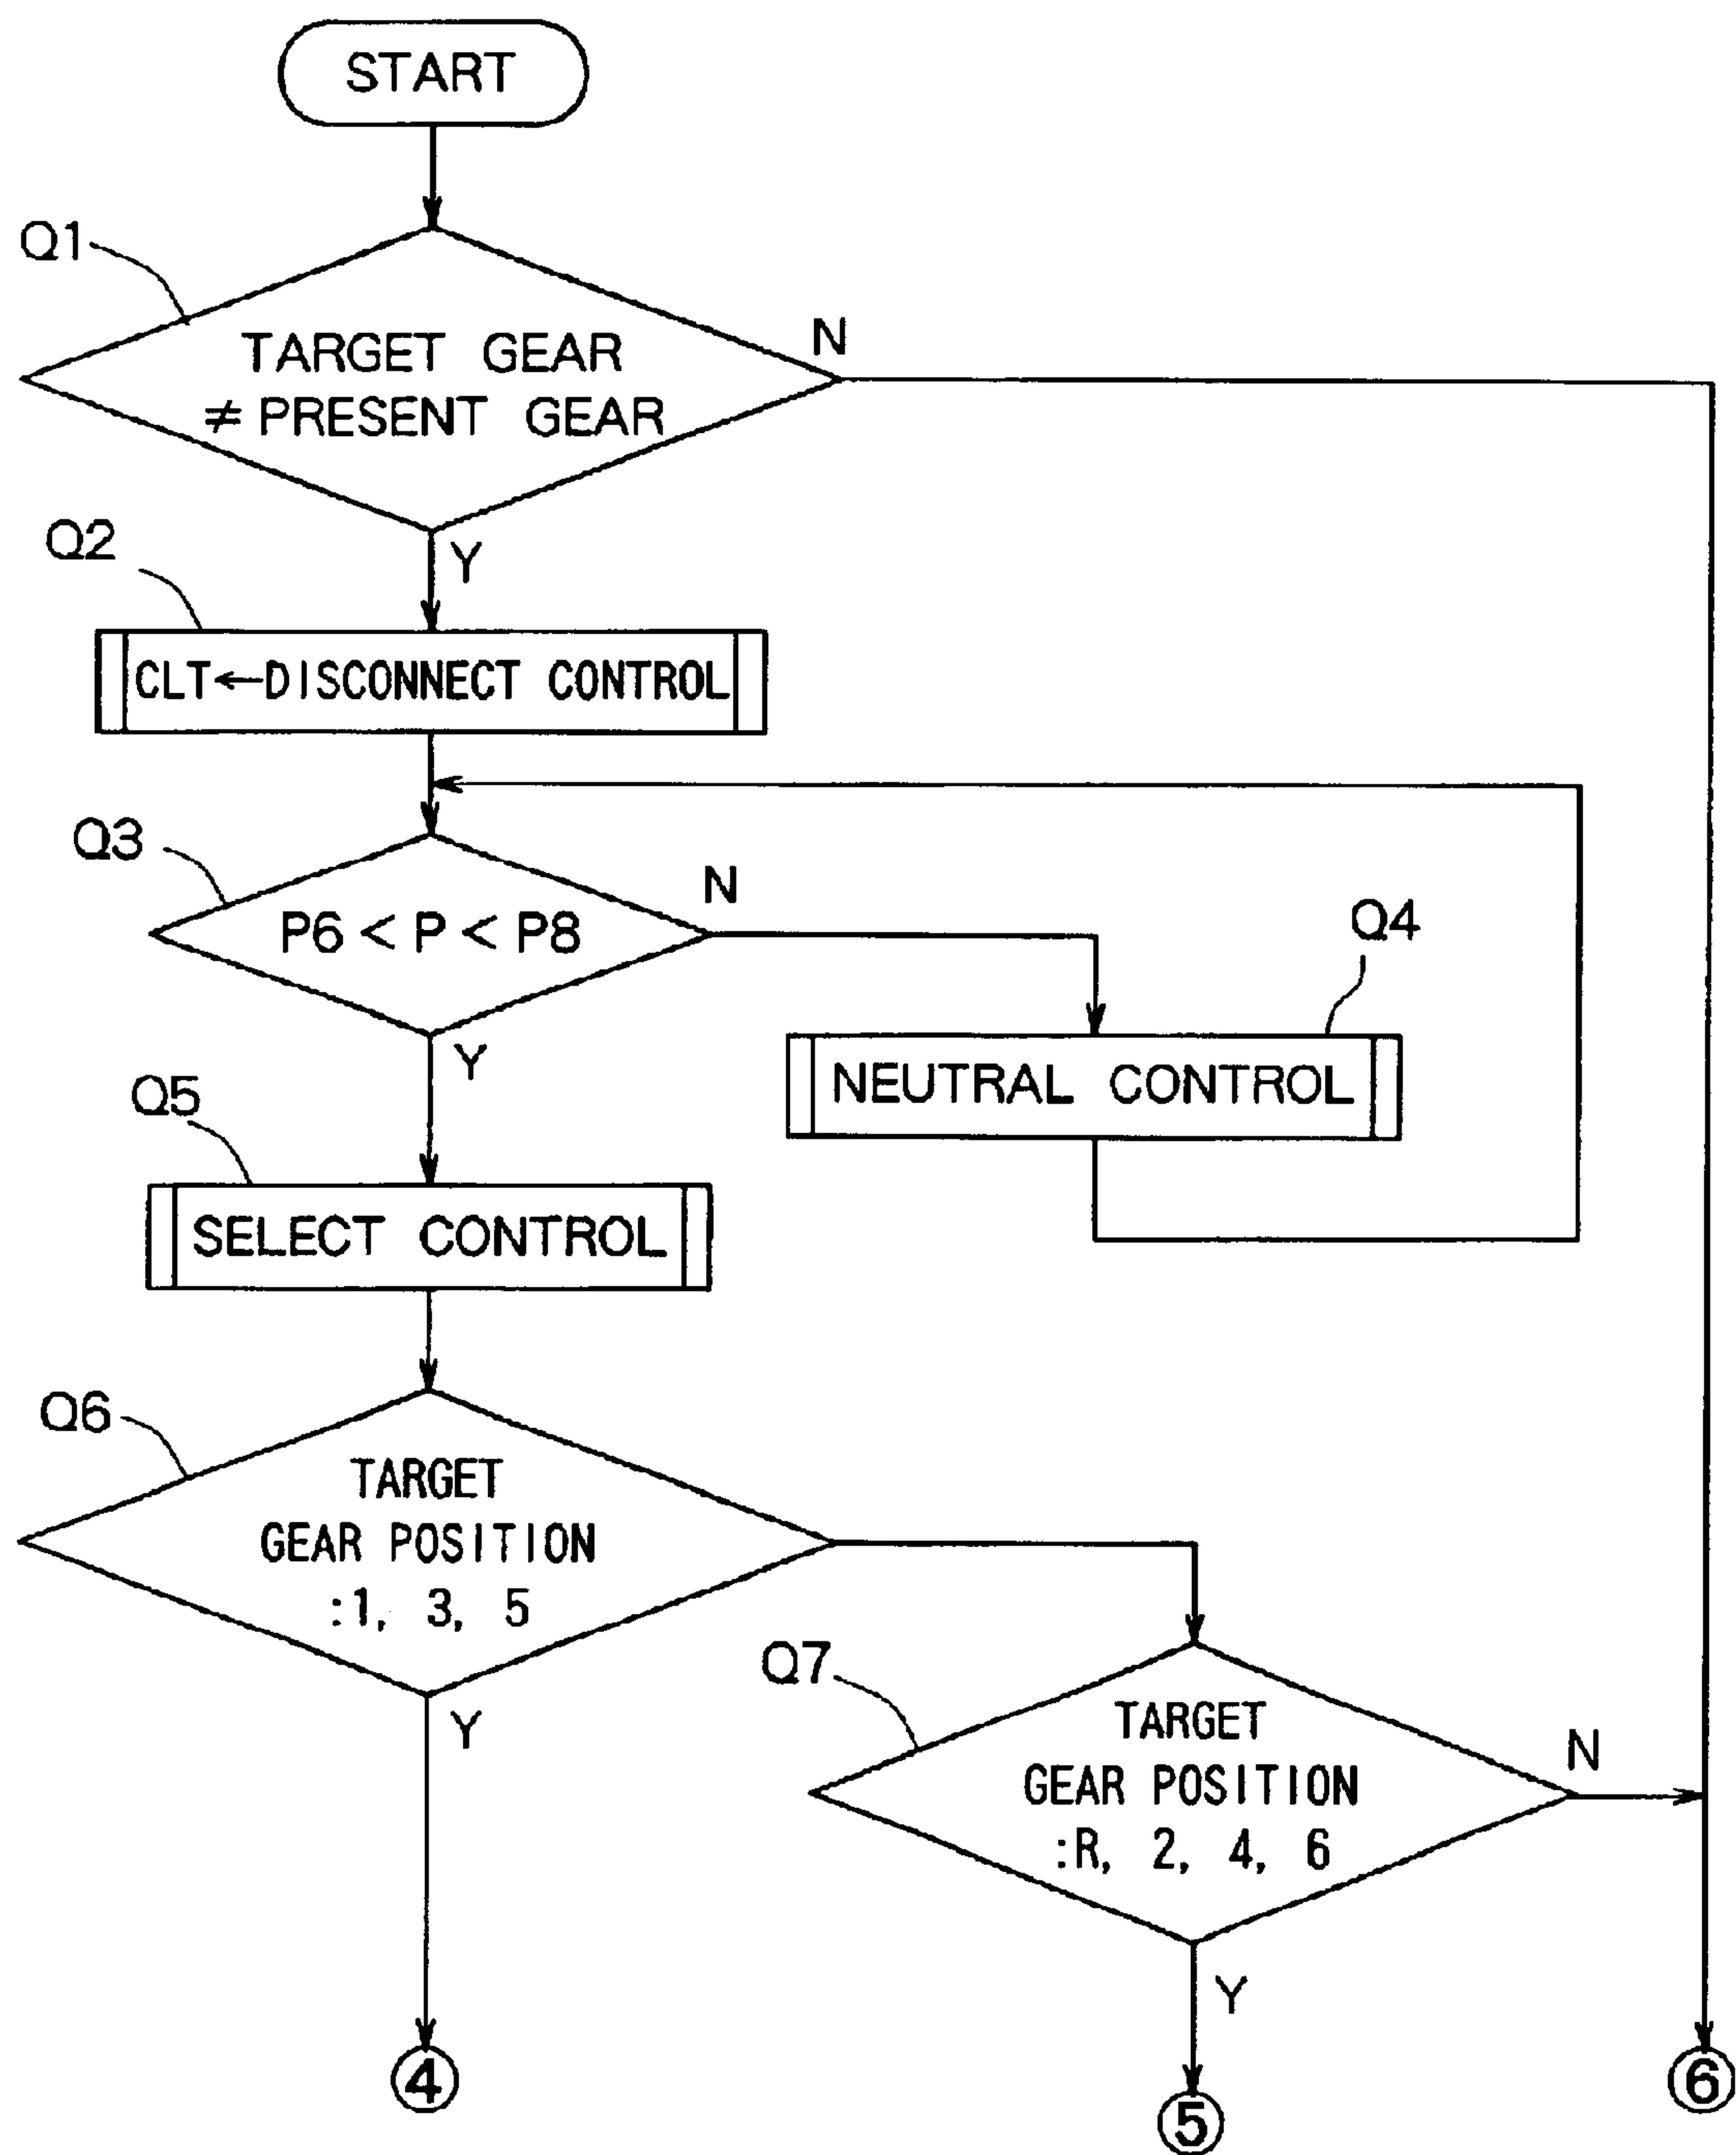 START
Q1
TARGET GEAR
≠ PRESENT GEAR
N
Y
Q2
CLT←DISCONNECT CONTROL
Q3
P6 < P < P8
N
Y
Q4
NEUTRAL CONTROL
Q5
SELECT CONTROL
Q6
TARGET
GEAR POSITION
:1, 3, 5
Y
Q7
TARGET
GEAR POSITION
:R, 2, 4, 6
N
Y
④
⑤
⑥